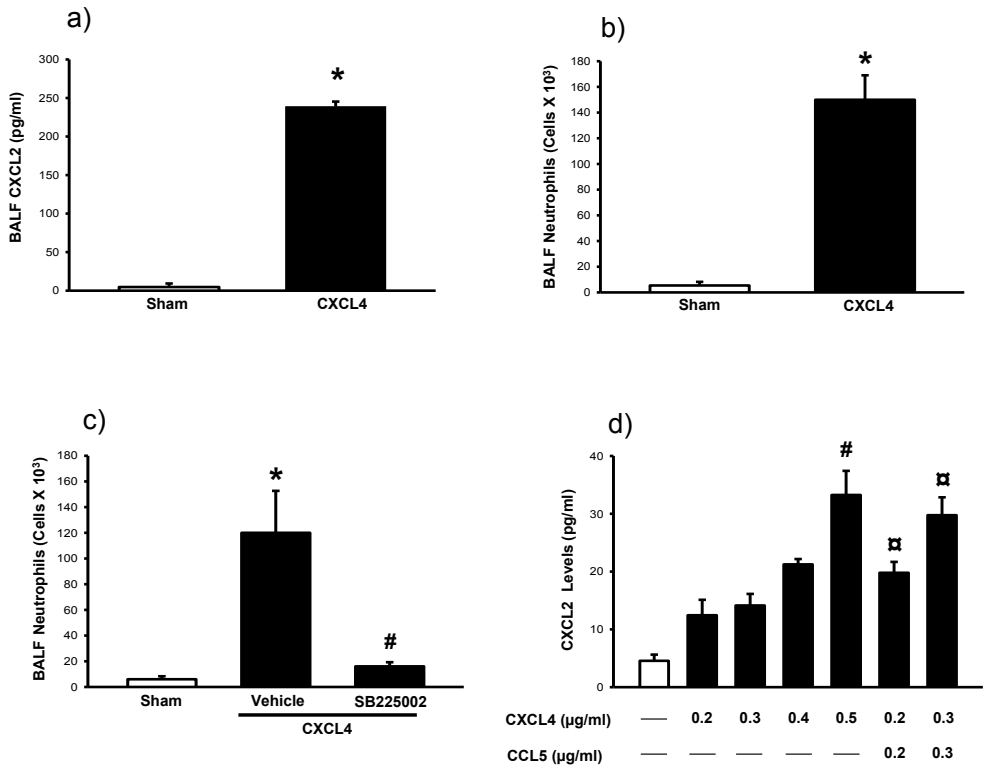 a)
BALF CXCL2 (pg/ml)
300
250
200
150
100
50
0
*
Sham CXCL4
b)
BALF Neutrophils (Cells X 10³)
180
160
140
120
100
80
60
40
20
0
*
Sham CXCL4
c)
BALF Neutrophils (Cells X 10³)
180
160
140
120
100
80
60
40
20
0
*
#
Sham Vehicle SB225002
CXCL4
d)
CXCL2 Levels (pg/ml)
40
30
20
10
0
#
¤
¤
CXCL4 (µg/ml) — 0.2 0.3 0.4 0.5 0.2 0.3
CCL5 (µg/ml) — — — — — 0.2 0.3